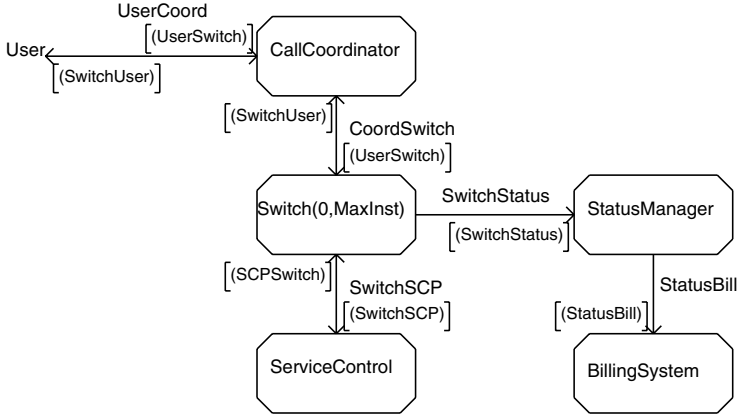 UserCoord
[(UserSwitch)]
User
CallCoordinator
[(SwitchUser)]
[(SwitchUser)]
CoordSwitch
[(UserSwitch)]
SwitchStatus
Switch(0,MaxInst)
StatusManager
[(SwitchStatus)]
[(SCPSwitch)]
SwitchSCP
StatusBill
[(SwitchSCP)]
[(StatusBill)]
ServiceControl
BillingSystem